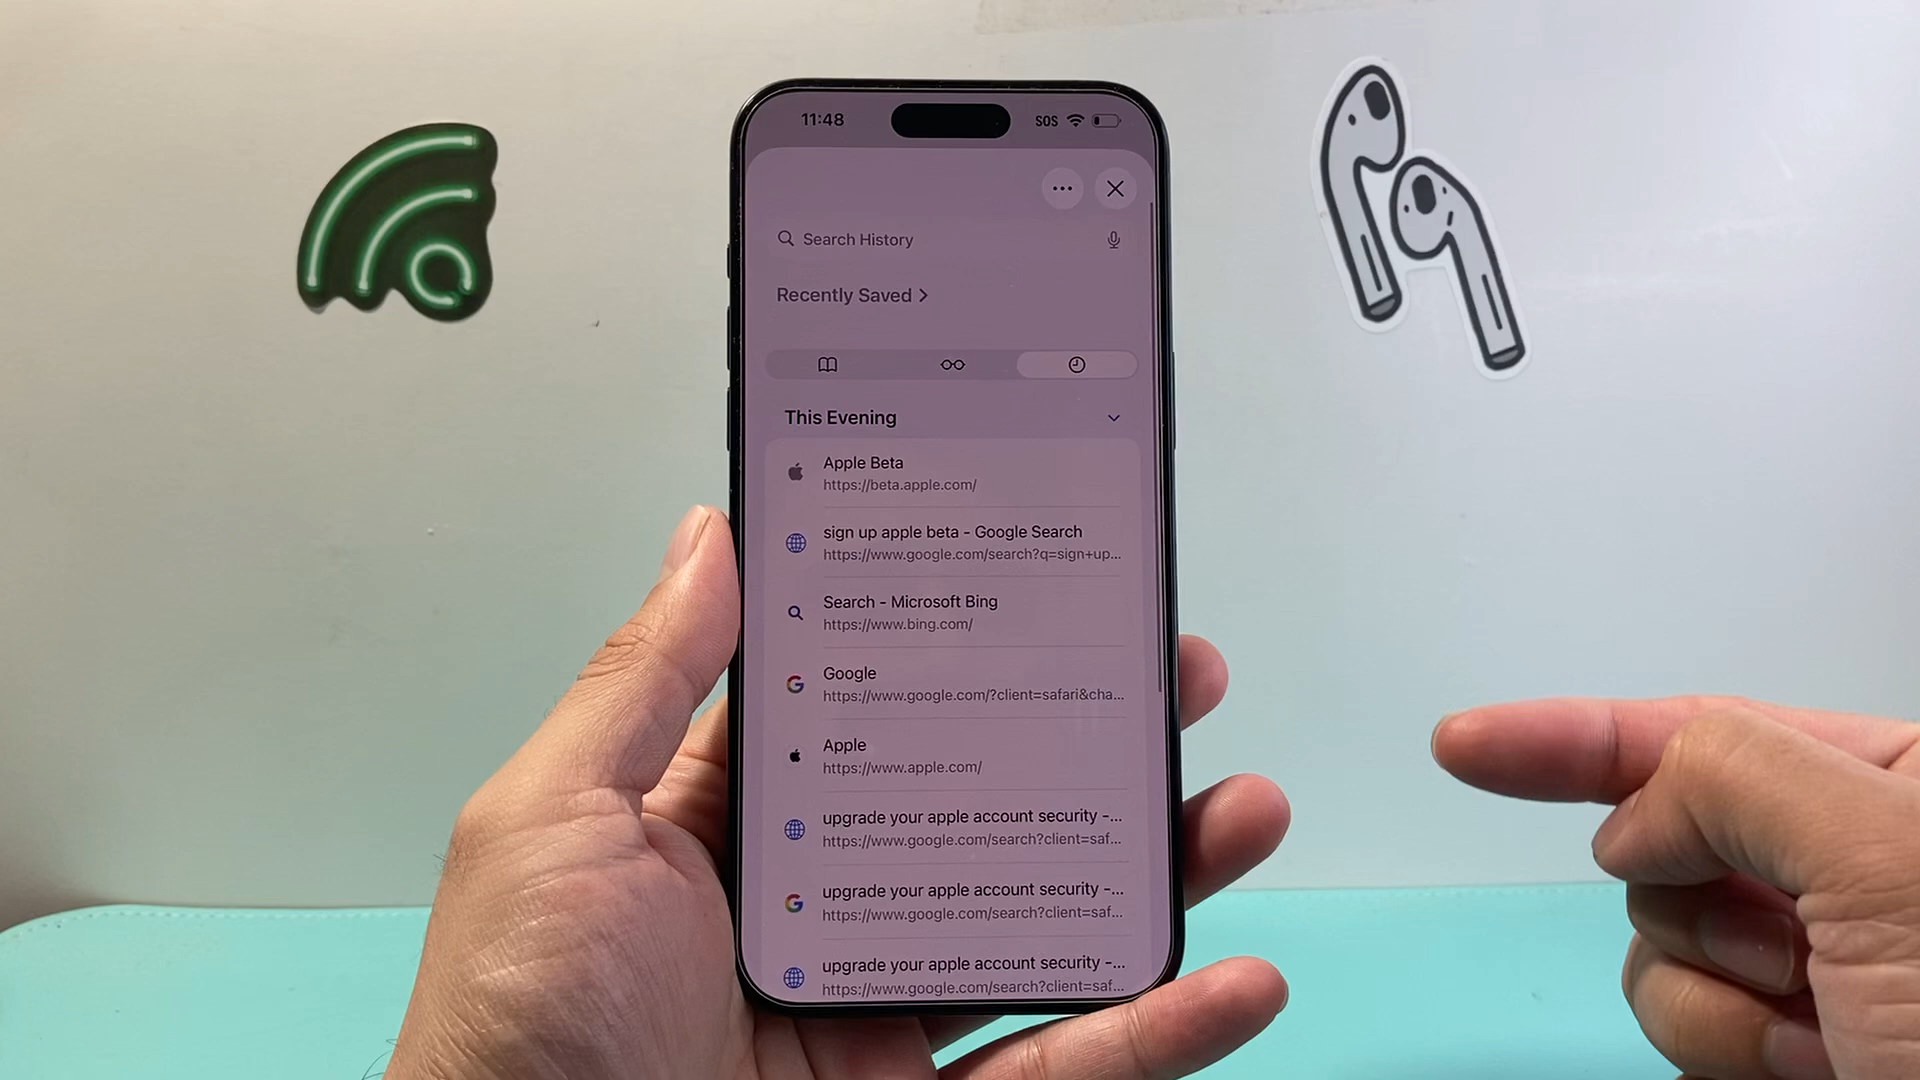 11:48
SOS
Search History
Recently Saved
This Evening
Apple Beta
https://beta.apple.com/
sign up apple beta - Google Search
https://www.google.com/search?q=sign+up...
Search - Microsoft Bing
https://www.bing.com/
Google
https://www.google.com/?client=safari&cha...
Apple
https://www.apple.com/
upgrade your apple account security -...
https://www.google.com/search?client=saf...
upgrade your apple account security -...
https://www.google.com/search?client=saf...
upgrade your apple account security -...
https://www.google.com/search?client=saf...